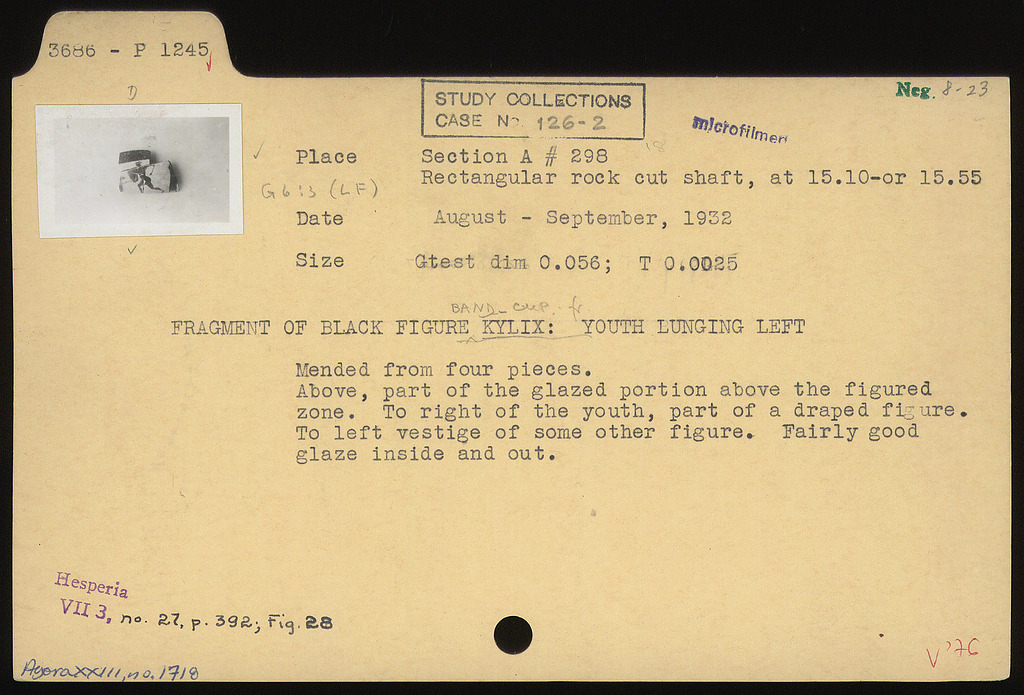 3686 - P 1245
D
STUDY COLLECTIONS
CASE No 126-2
microfilmed
Neg. 8-23
Place Section A # 298
Rectangular rock cut shaft, at 15.10-or 15.55
G6:3 (LF)
Date August - September, 1932
Size Gtest dim 0.056; T 0.0025
BAND-CUP fr.
FRAGMENT OF BLACK FIGURE KYLIX: YOUTH LUNGING LEFT
Mended from four pieces.
Above, part of the glazed portion above the figured
zone. To right of the youth, part of a draped figure.
To left vestige of some other figure. Fairly good
glaze inside and out.
Hesperia
VII 3, no. 27, p. 392; Fig. 28
Agora XXIII, no. 1718
V '76